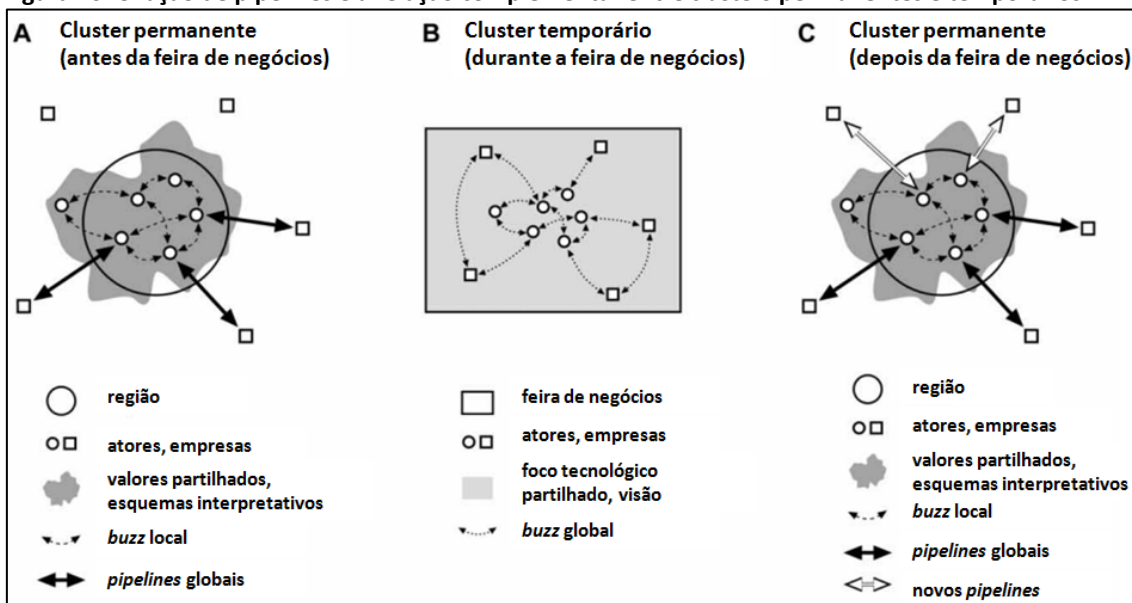 A Cluster permanente
(antes da feira de negócios)
região
atores, empresas
valores partilhados,
esquemas interpretativos
buzz local
pipelines globais
B Cluster temporário
(durante a feira de negócios)
feira de negócios
atores, empresas
foco tecnológico
partilhado, visão
buzz global
C Cluster permanente
(depois da feira de negócios)
região
atores, empresas
valores partilhados,
esquemas interpretativos
buzz local
pipelines globais
novos pipelines